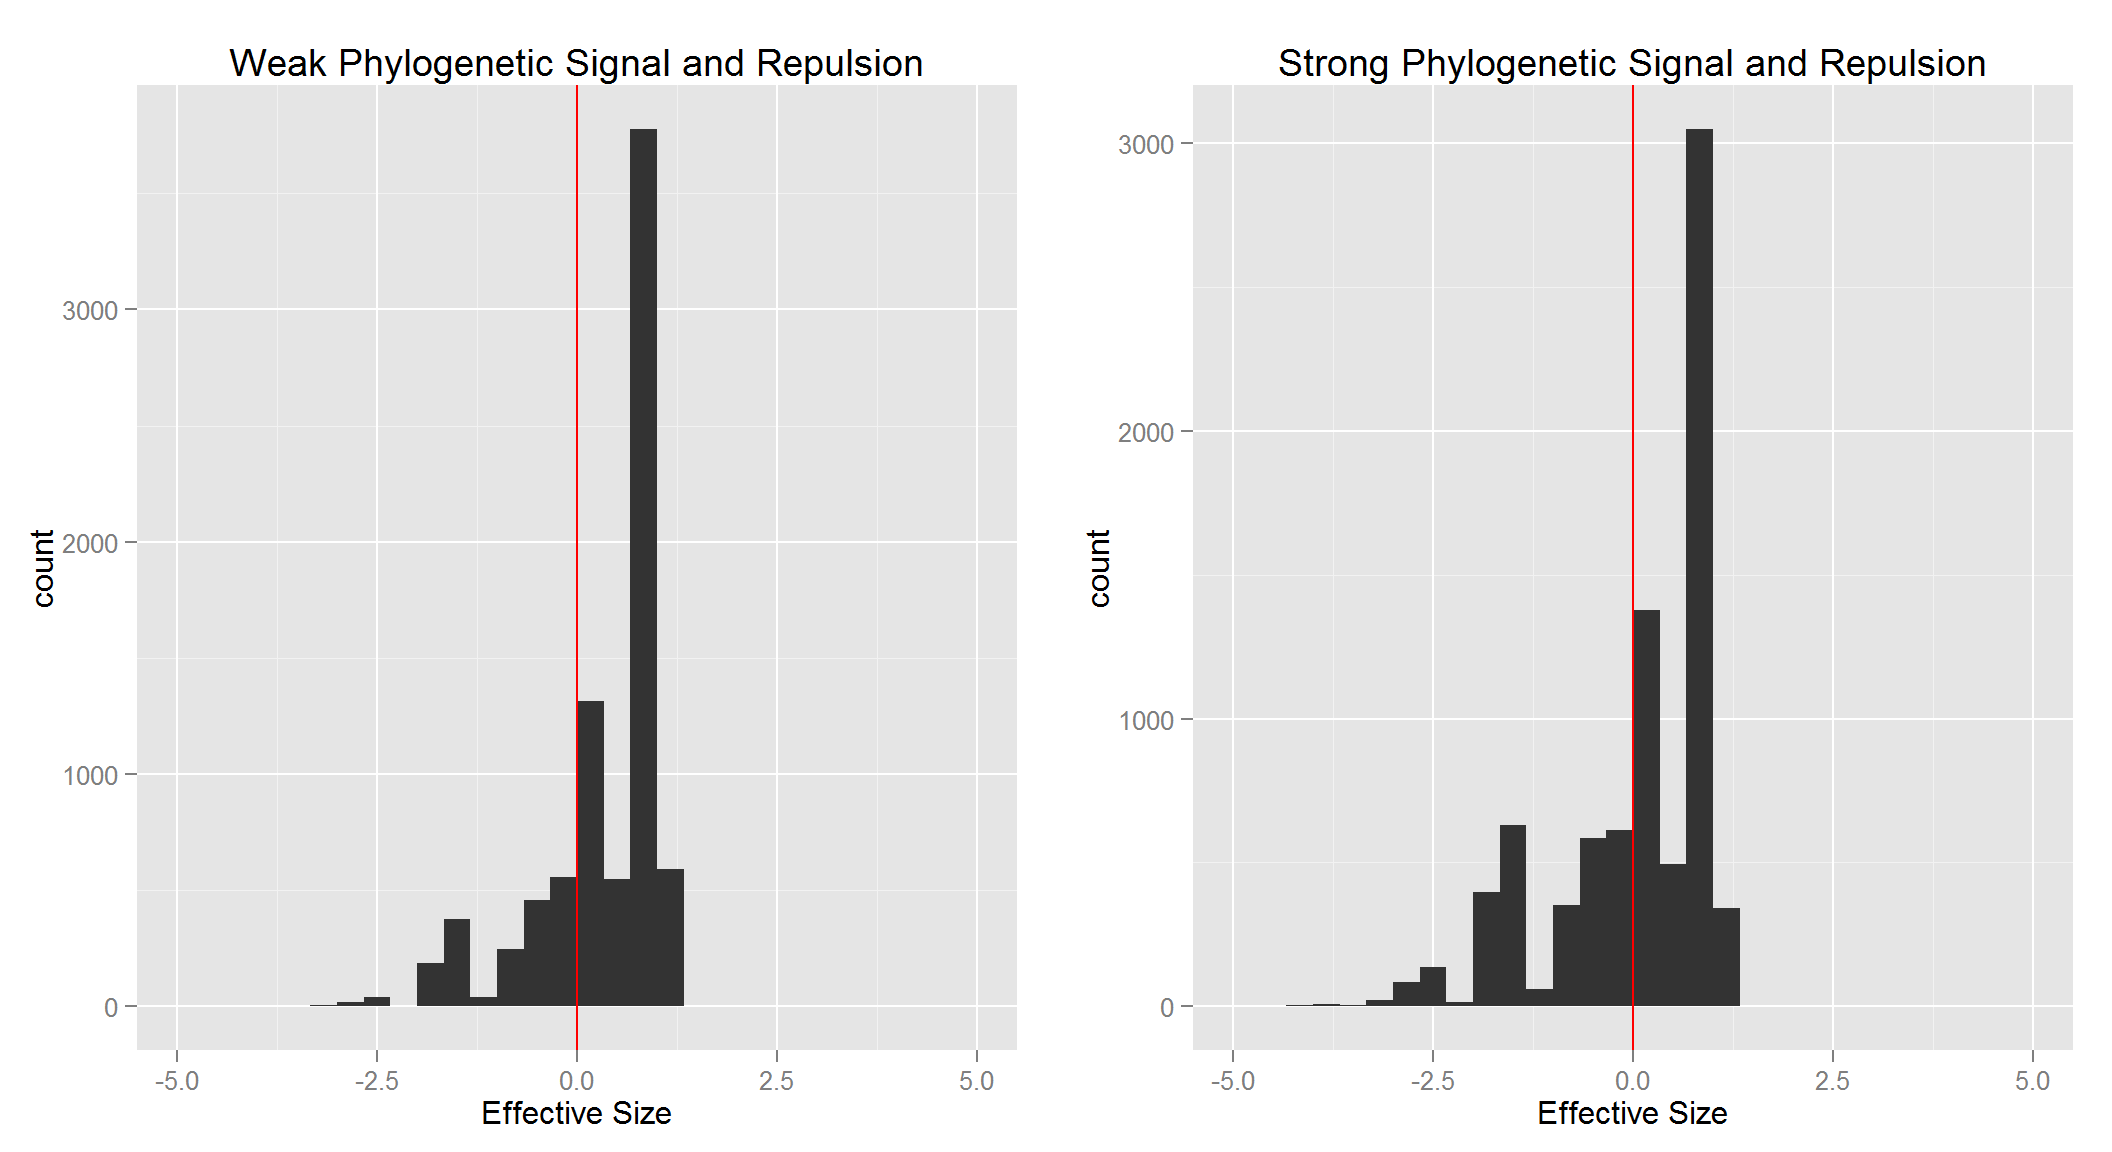 Weak Phylogenetic Signal and Repulsion
count
3000
2000
1000
0
-5.0 -2.5 0.0 2.5 5.0
Effective Size
Strong Phylogenetic Signal and Repulsion
count
3000
2000
1000
0
-5.0 -2.5 0.0 2.5 5.0
Effective Size